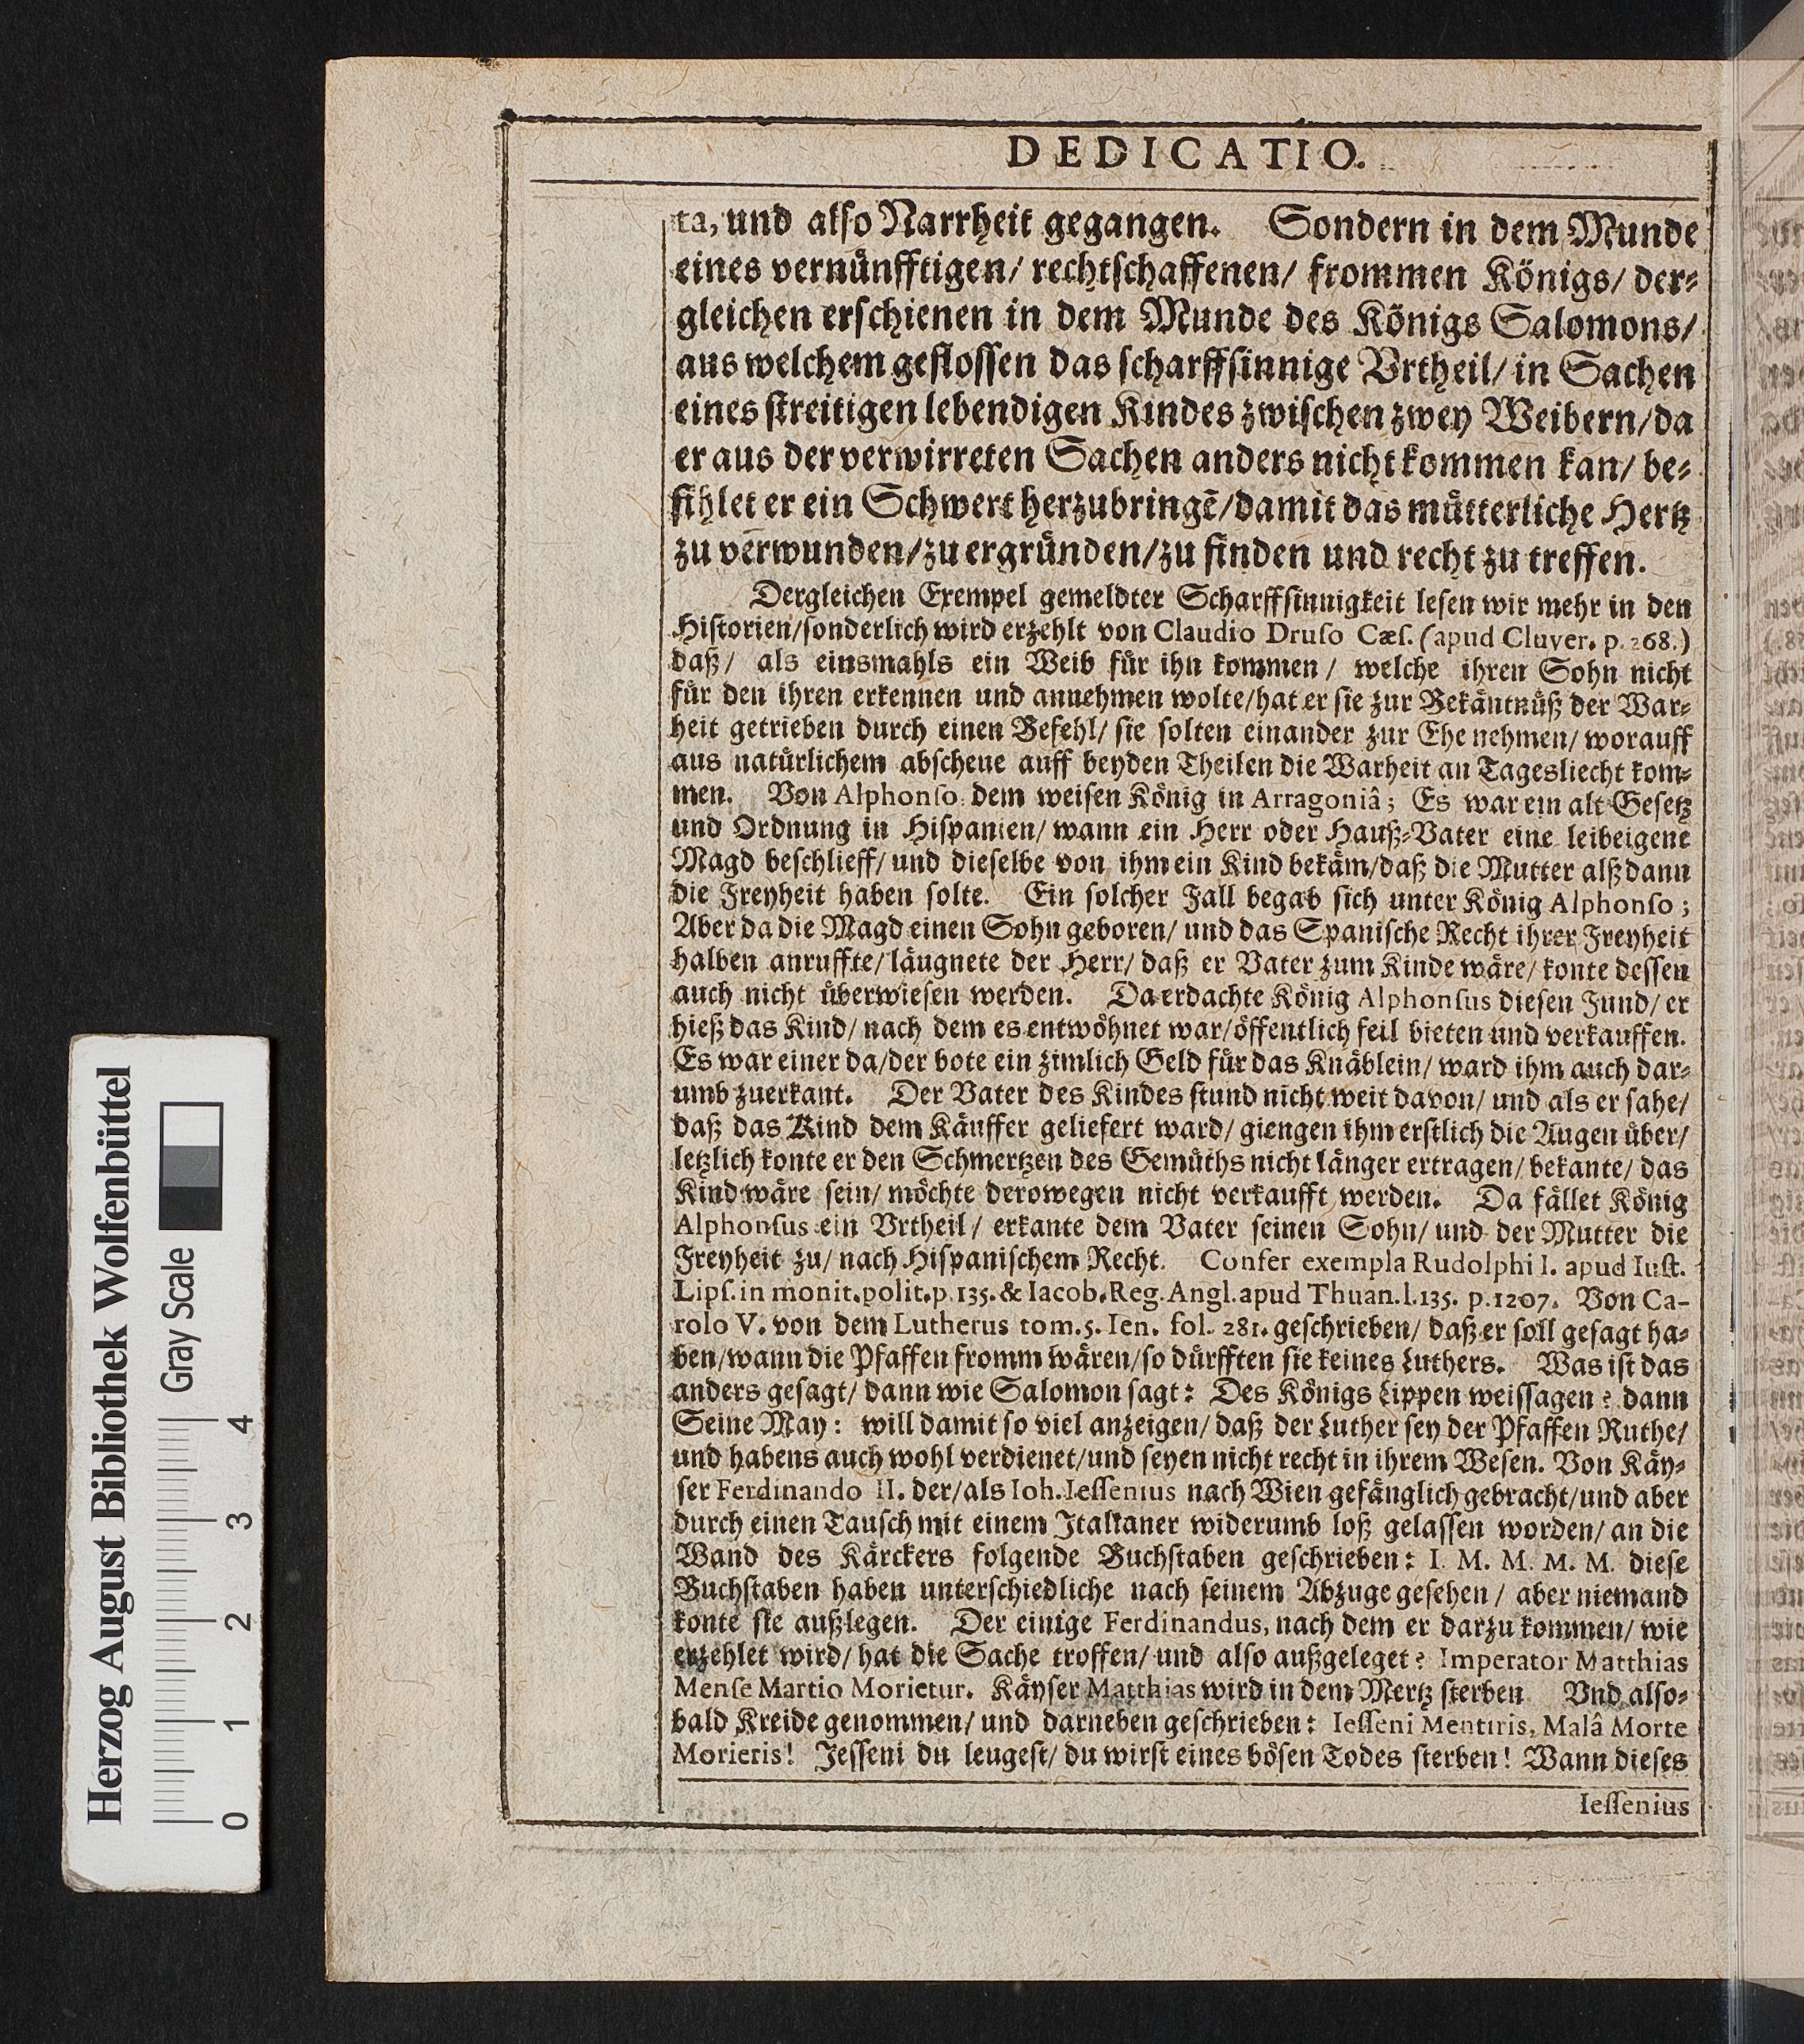 DEDICATIO.
ta, und alſo Narrheit gegangen. Sondern in dem Munde
eines vernünfftigen/ rechtſchaffenen/ frommen Königs/ der-
gleichen erſchienen in dem Munde des Königs Salomons/
aus welchem gefloſſen das ſcharffſinnige Vrtheil/ in Sachen
eines ſtreitigen lebendigen Kindes zwiſchen zwey Weibern/ da
er aus der verwirreten Sachen anders nicht kommen kan/ be-
fihlet er ein Schwert herzubringẽ/ damit das mütterliche Hertz
zu verwunden/ zu ergründen/ zu finden und recht zu treffen.
Dergleichen Exempel gemeldter Scharffſinnigkeit leſen wir mehr in den
Hiſtorien/ ſonderlich wird erzehlt von Claudio Druſo Cæſ. (apud Cluver. p. 268.)
daß/ als einsmahls ein Weib für ihn kommen/ welche ihren Sohn nicht
für den ihren erkennen und annehmen wolte/ hat er ſie zur Bekäntnüß der War-
heit getrieben durch einen Befehl/ ſie ſolten einander zur Ehe nehmen/ worauff
aus natürlichem abſcheue auff beyden Theilen die Warheit an Tagesliecht kom-
men. Von Alphonſo dem weiſen König in Arragoniâ; Es war ein alt Geſetz
und Ordnung in Hiſpanien/ wann ein Herr oder Hauß-Vater eine leibeigene
Magd beſchlieff/ und dieſelbe von ihm ein Kind bekäm/ daß die Mutter alßdann
die Freyheit haben ſolte. Ein ſolcher Fall begab ſich unter König Alphonſo;
Aber da die Magd einen Sohn geboren/ und das Spaniſche Recht ihrer Freyheit
halben anruffte/ läugnete der Herr/ daß er Vater zum Kinde wäre/ konte deſſen
auch nicht überwieſen werden. Da erdachte König Alphonſus dieſen Fund/ er
hieß das Kind/ nach dem es entwöhnet war/ öffentlich feil bieten und verkauffen.
Es war einer da/ der bote ein zimlich Geld für das Knäblein/ ward ihm auch dar-
umb zuerkant. Der Vater des Kindes ſtund nicht weit davon/ und als er ſahe/
daß das Kind dem Käuffer geliefert ward/ giengen ihm erſtlich die Augen über/
letzlich konte er den Schmertzen des Gemüths nicht länger ertragen/ bekante/ das
Kind wäre ſein/ möchte derowegen nicht verkaufft werden. Da fället König
Alphonſus ein Vrtheil/ erkante dem Vater ſeinen Sohn/ und der Mutter die
Freyheit zu/ nach Hiſpaniſchem Recht. Confer exempla Rudolphi I. apud Iuſt.
Lipſ. in monit. polit. p. 135. & Iacob. Reg. Angl. apud Thuan. l. 135. p. 1207. Von Ca-
rolo V. von dem Lutherus tom. 5. Ien. fol. 281. geſchrieben/ daß er ſoll geſagt ha-
ben/ wann die Pfaffen fromm wären/ ſo dürfften ſie keines Luthers. Was iſt das
anders geſagt/ dann wie Salomon ſagt: Des Königs Lippen weiſſagen? dann
Seine May: will damit ſo viel anzeigen/ daß der Luther ſey der Pfaffen Ruthe/
und habens auch wohl verdienet/ und ſeyen nicht recht in ihrem Weſen. Von Käy-
ſer Ferdinando II. der/ als Ioh. Ieſſenius nach Wien gefänglich gebracht/ und aber
durch einen Tauſch mit einem Italianer widerumb loß gelaſſen worden/ an die
Wand des Kärckers folgende Buchſtaben geſchrieben: I. M. M. M. M. dieſe
Buchſtaben haben unterſchiedliche nach ſeinem Abzuge geſehen/ aber niemand
konte ſie außlegen. Der einige Ferdinandus, nach dem er darzu kommen/ wie
erzehlet wird/ hat die Sache troffen/ und alſo außgeleget? Imperator Matthias
Menſe Martio Morietur. Käyſer Matthias wird in dem Mertz ſterben Vnd alſo-
bald Kreide genommen/ und darneben geſchrieben: Ieſſeni Mentiris, Malâ Morte
Morieris! Jeſſeni du leugeſt/ du wirſt eines böſen Todes ſterben! Wann dieſes
Ieſſenius
Herzog August Bibliothek Wolfenbüttel
Gray Scale
0 1 2 3 4